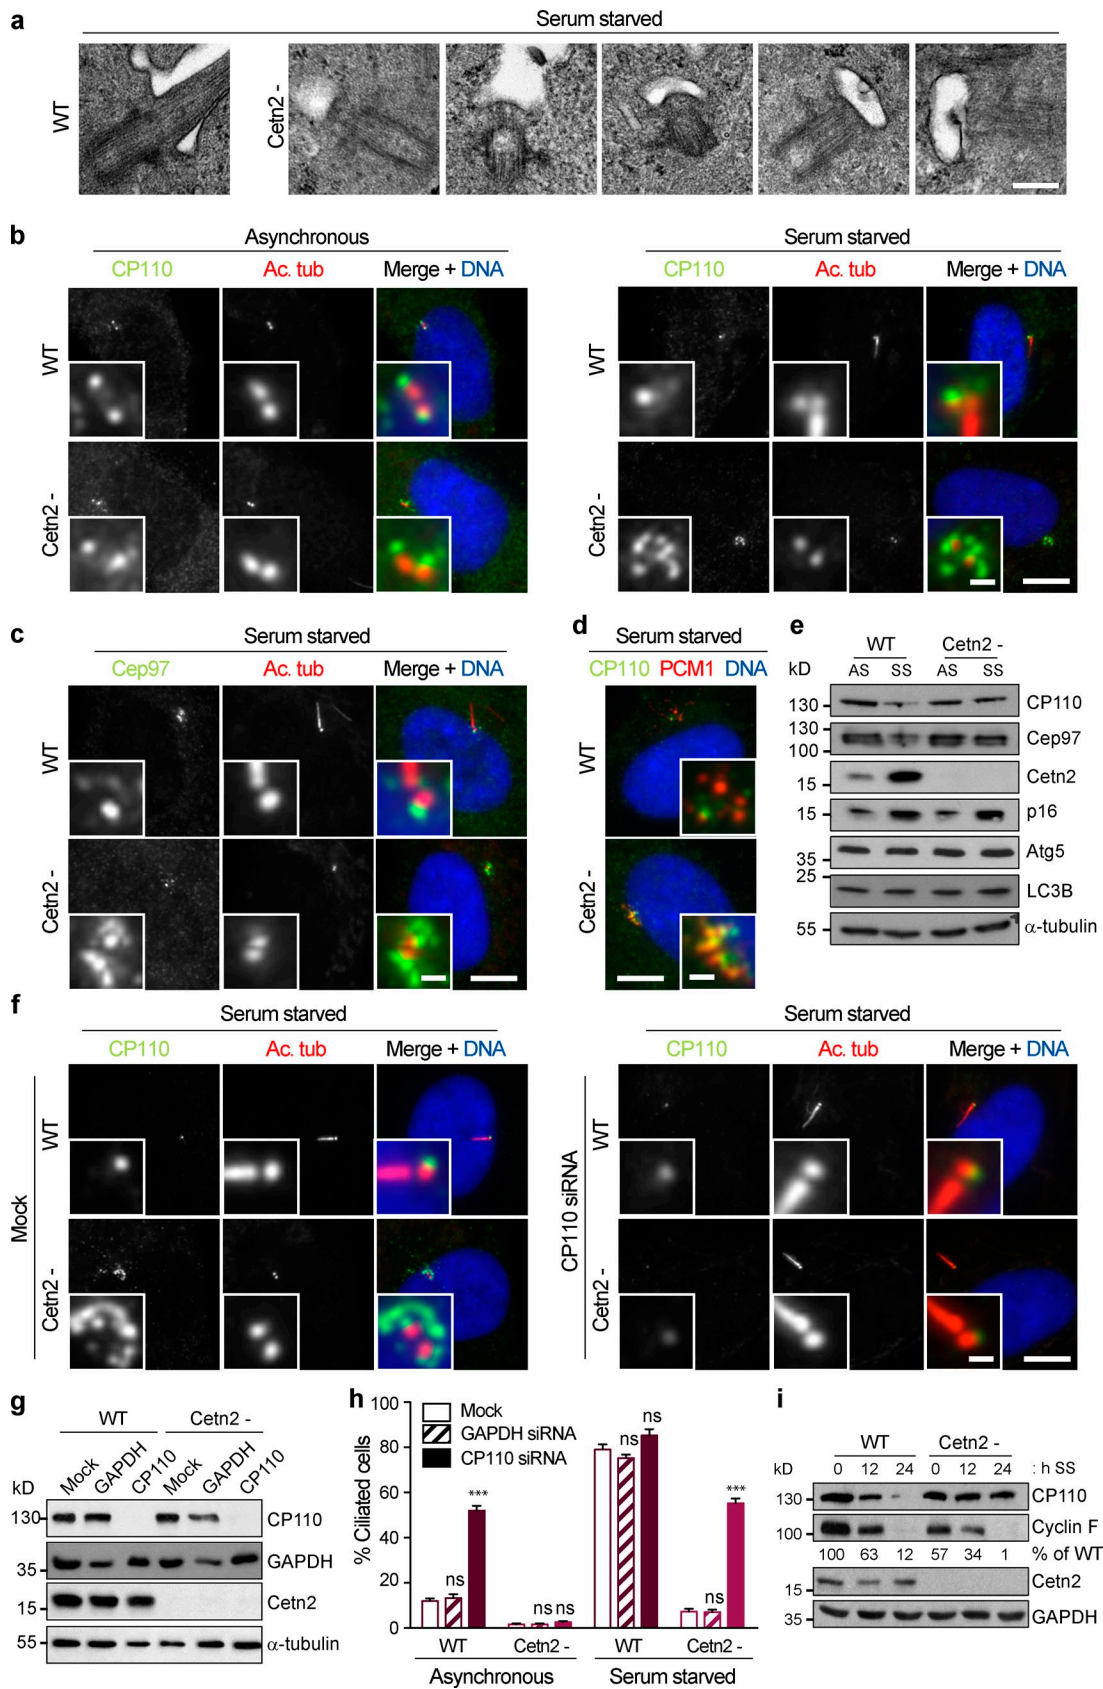 a
Serum starved
WT
Cetn2 -
b
Asynchronous
CP110 Ac. tub Merge + DNA
WT
Cetn2 -
Serum starved
CP110 Ac. tub Merge + DNA
WT
Cetn2 -
c
Serum starved
Cep97 Ac. tub Merge + DNA
WT
Cetn2 -
d
Serum starved
CP110 PCM1 DNA
WT
Cetn2 -
e
WT Cetn2 -
kD AS SS AS SS
130 CP110
130 Cep97
100
15 Cetn2
15 p16
35 Atg5
25 LC3B
55 α-tubulin
f
Serum starved
CP110 Ac. tub Merge + DNA
Mock
WT
Cetn2 -
Serum starved
CP110 Ac. tub Merge + DNA
CP110 siRNA
WT
Cetn2 -
g
WT Cetn2 -
kD Mock GAPDH CP110 Mock GAPDH CP110
130 CP110
35 GAPDH
15 Cetn2
55 α-tubulin
h
% Ciliated cells
100
80
60
40
20
0
Mock
GAPDH siRNA
CP110 siRNA
ns *** ns ns ns ns ns ***
WT Cetn2 - WT Cetn2 -
Asynchronous Serum starved
i
WT Cetn2 -
kD 0 12 24 0 12 24 : h SS
130 CP110
100 Cyclin F
100 63 12 57 34 1 % of WT
15 Cetn2
35 GAPDH